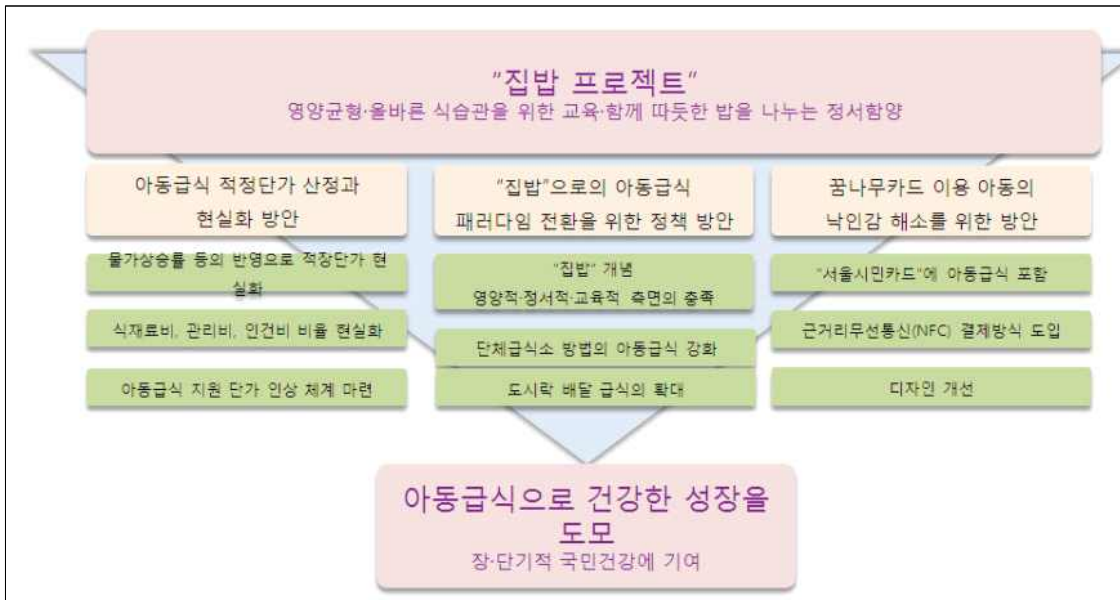 "집밥 프로젝트"
영양균형·올바른 식습관을 위한 교육·함께 따듯한 밥을 나누는 정서함양
아동급식 적정단가 산정과
현실화 방안
물가상승률 등의 반영으로 적장단가 현
실화
식재료비, 관리비, 인건비 비율 현실화
아동급식 지원 단가 인상 체계 마련
"집밥"으로의 아동급식
패러다임 전환을 위한 정책 방안
"집밥" 개념
영양적·정서적·교육적 측면의 충족
단체급식소 방법의 아동급식 강화
도시락 배달 급식의 확대
꿈나무카드 이용 아동의
낙인감 해소를 위한 방안
"서울시민카드"에 아동급식 포함
근거리무선통신(NFC) 결제방식 도입
디자인 개선
아동급식으로 건강한 성장을
도모
장·단기적 국민건강에 기여